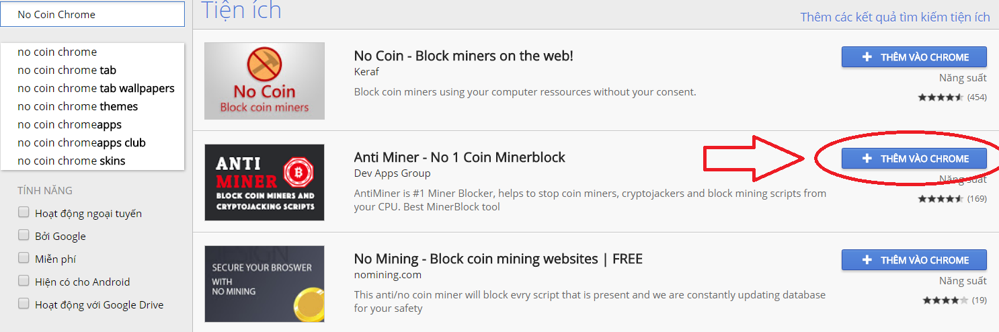 No Coin Chrome
no coin chrome
no coin chrome tab
no coin chrome tab wallpapers
no coin chrome themes
no coin chromeapps
no coin chromeapps club
no coin chrome skins
TÍNH NĂNG
Hoạt động ngoại tuyến
Bởi Google
Miễn phí
Hiện có cho Android
Hoạt động với Google Drive
Tiện ích
Thêm các kết quả tìm kiếm tiện ích
No Coin
Block coin miners
No Coin - Block miners on the web!
Keraf
Block coin miners using your computer ressources without your consent.
THÊM VÀO CHROME
Năng suất
(454)
ANTI
MINER
BLOCK COIN MINERS AND
CRYPTOJACKING SCRIPTS
Anti Miner - No 1 Coin Minerblock
Dev Apps Group
AntiMiner is #1 Miner Blocker, helps to stop coin miners, cryptojackers and block mining scripts from
your CPU. Best MinerBlock tool
THÊM VÀO CHROME
Năng suất
(169)
DESIGN
SECURE YOUR BROSWER
WITH
NO MINING
No Mining - Block coin mining websites | FREE
nomining.com
This anti/no coin miner will block evry script that is present and we are constantly updating database
for your safety
THÊM VÀO CHROME
Năng suất
(19)